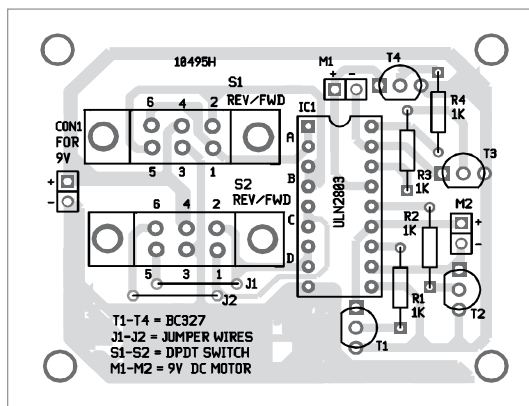 10495H
M1
+ -
T4
S1
6 4 2
REV/FWD
IC1
R4
1K
CON1
FOR
9V
A
5 3 1
B
R3
1K
T3
+
-
S2
REV/FWD
6 4 2
C
ULN2803
R2
1K
M2
+
-
D
5 3 1
J1
J2
R1
1K
T2
T1
T1-T4 = BC327
J1-J2 = JUMPER WIRES
S1-S2 = DPDT SWITCH
M1-M2 = 9V DC MOTOR